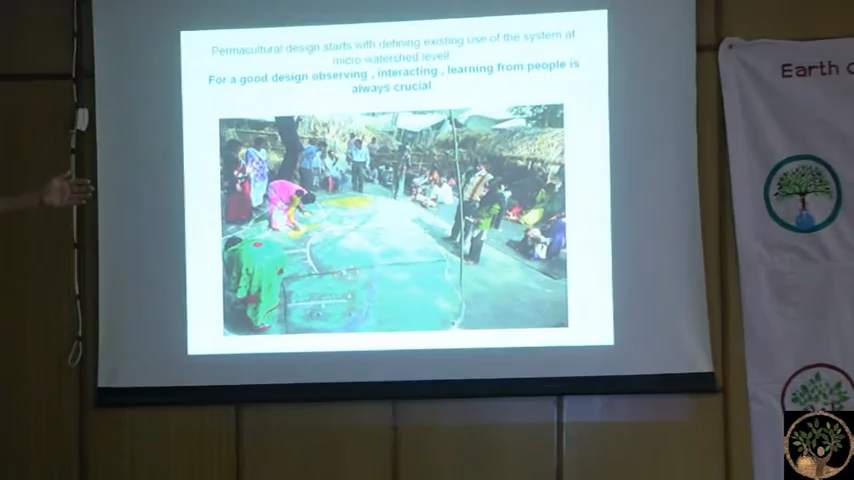 Permacultural design starts with defining existing use of the system at
micro watershed levell
For a good design observing , interacting , learning from people is
always crucial
Earth